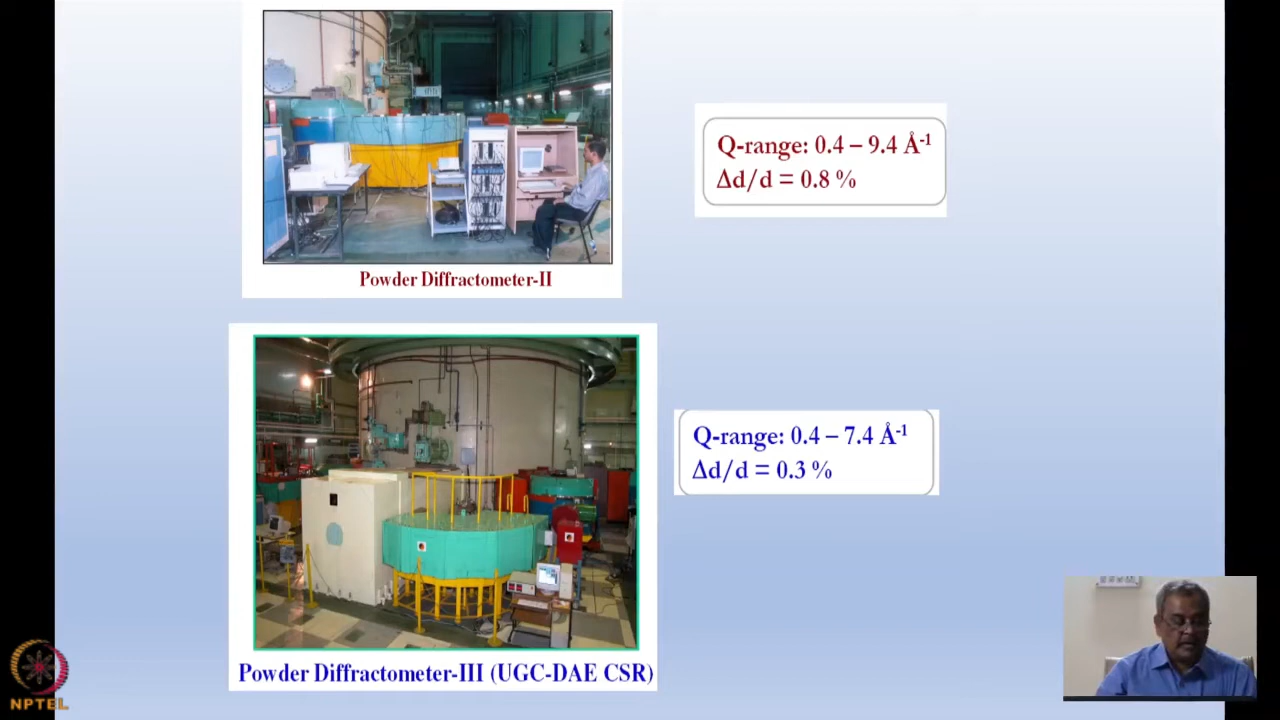 Q-range: 0.4 – 9.4 Å⁻¹
Δd/d = 0.8 %
Powder Diffractometer-II
Q-range: 0.4 – 7.4 Å⁻¹
Δd/d = 0.3 %
Powder Diffractometer-III (UGC-DAE CSR)
NPTEL